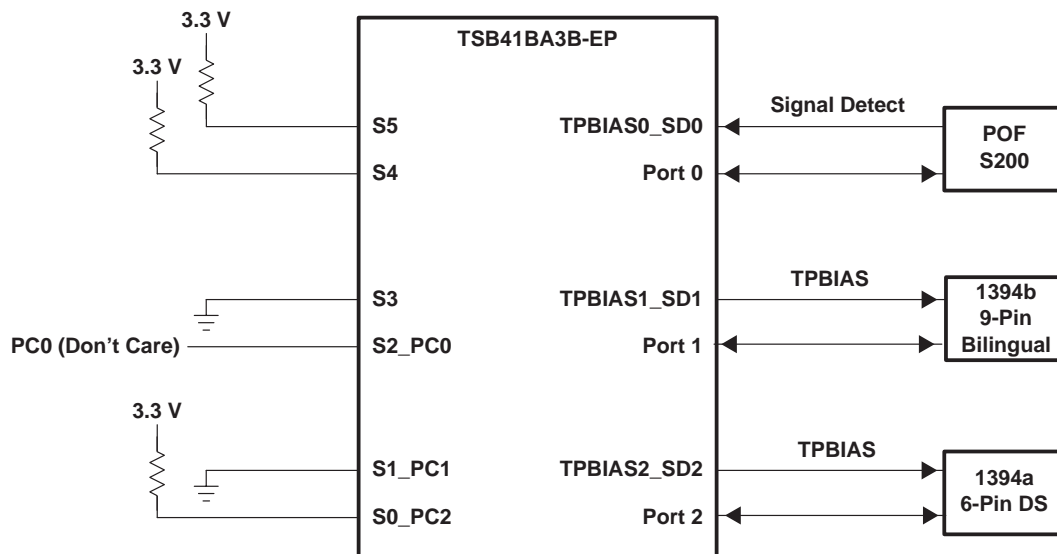 TSB41BA3B-EP
3.3 V
3.3 V
S5
S4
S3
PC0 (Don't Care)
S2_PC0
3.3 V
S1_PC1
S0_PC2
TPBIAS0_SD0
Port 0
TPBIAS1_SD1
Port 1
TPBIAS2_SD2
Port 2
Signal Detect
POF
S200
TPBIAS
1394b
9-Pin
Bilingual
TPBIAS
1394a
6-Pin DS